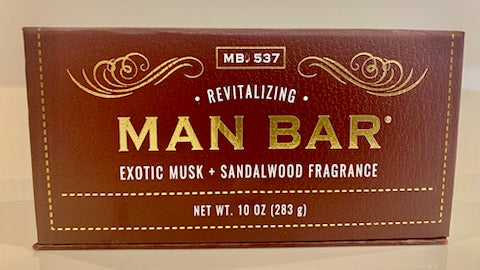 MB. 537
• REVITALIZING •
MAN BAR®
EXOTIC MUSK + SANDALWOOD FRAGRANCE
NET WT. 10 OZ (283 g)